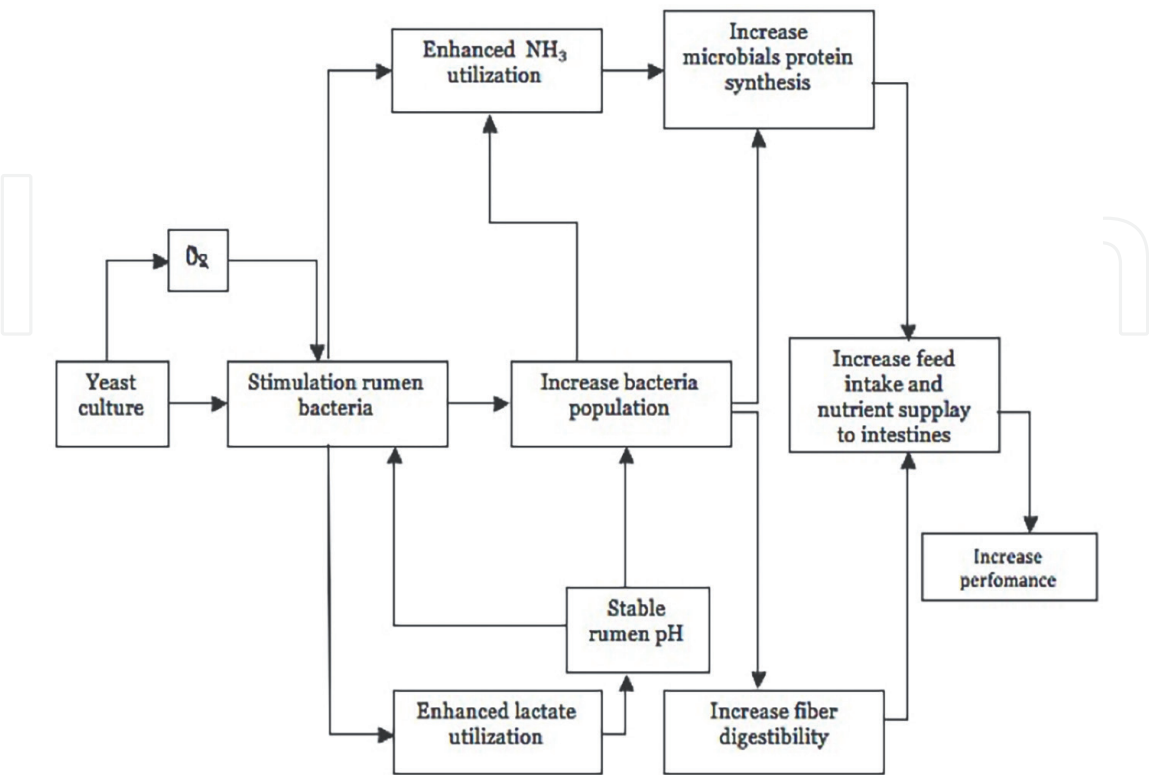 Enhanced NH₃
utilization
Increase
microbials protein
synthesis
O₂
Yeast
culture
Stimulation rumen
bacteria
Increase bacteria
population
Increase feed
intake and
nutrient supplay
to intestines
Increase
perfomance
Stable
rumen pH
Enhanced lactate
utilization
Increase fiber
digestibility